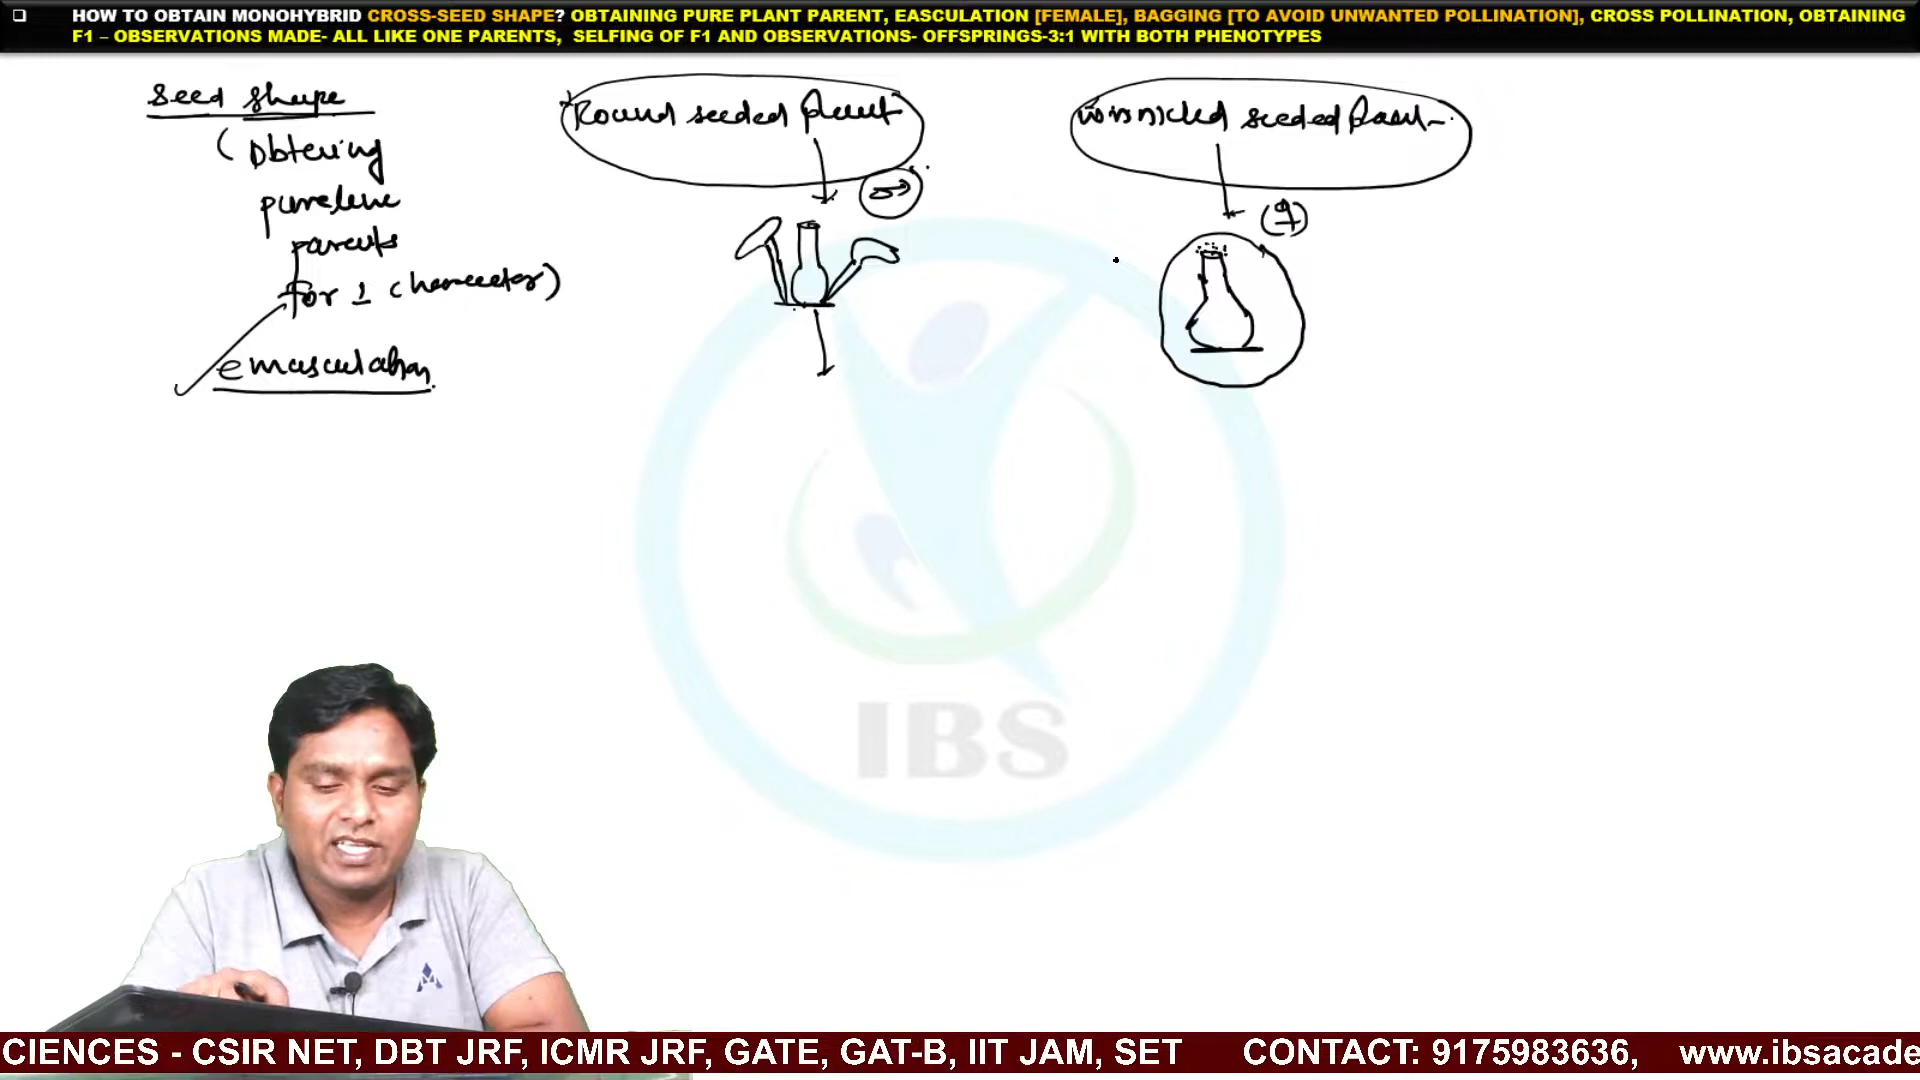 ❑ HOW TO OBTAIN MONOHYBRID CROSS-SEED SHAPE? OBTAINING PURE PLANT PARENT, EASCULATION [FEMALE], BAGGING [TO AVOID UNWANTED POLLINATION], CROSS POLLINATION, OBTAINING
F1 – OBSERVATIONS MADE- ALL LIKE ONE PARENTS, SELFING OF F1 AND OBSERVATIONS- OFFSPRINGS-3:1 WITH BOTH PHENOTYPES
seed shape
Round seeded plant
seeded
(Obtering
pureline
parents
for 1 character)
♂
♀
emasculation
IBS
CIENCES - CSIR NET, DBT JRF, ICMR JRF, GATE, GAT-B, IIT JAM, SET CONTACT: 9175983636, www.ibsacade